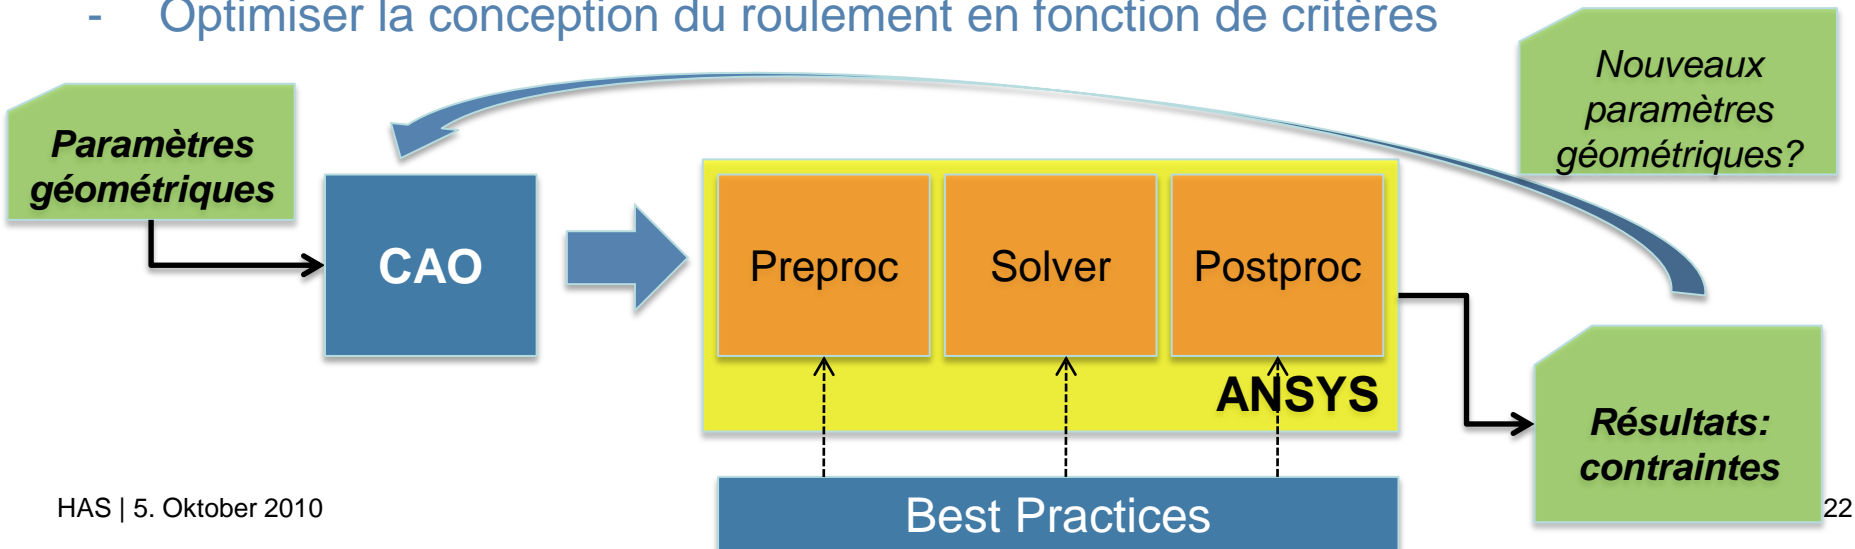 - Optimiser la conception du roulement en fonction de critères
Nouveaux
paramètres
géométriques?
Paramètres
géométriques
CAO
Preproc
Solver
Postproc
ANSYS
Résultats:
contraintes
Best Practices
HAS | 5. Oktober 2010
22